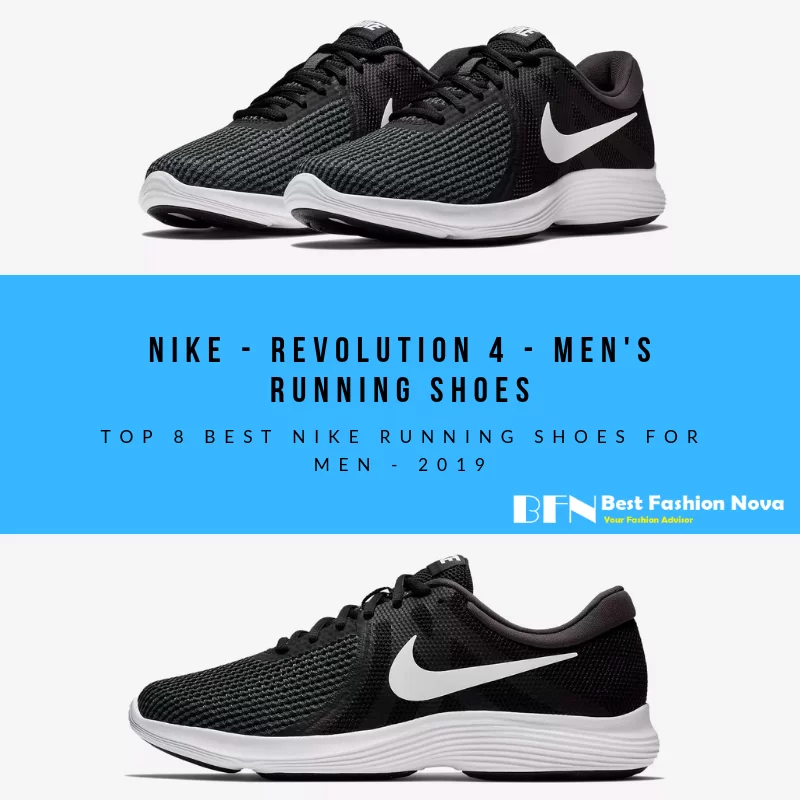 NIKE
NIKE - REVOLUTION 4 - MEN'S
RUNNING SHOES
TOP 8 BEST NIKE RUNNING SHOES FOR
MEN - 2019
BFN Best Fashion Nova
Your Fashion Advisor